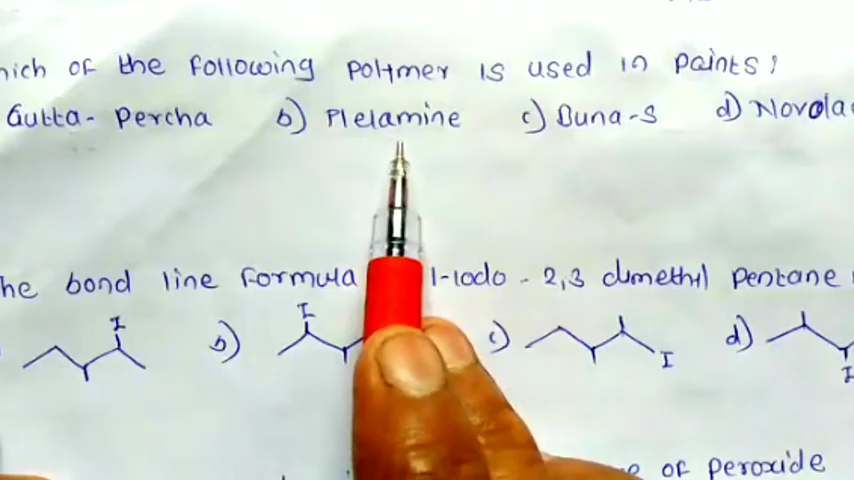 hich of the following polymer is used in paints?
Gutta- Percha b) Melamine c) Buna-S d) Novola
he bond line formula 1-Iodo - 2,3 dimethyl pentane
I b) I c) I d) I
of peroxide